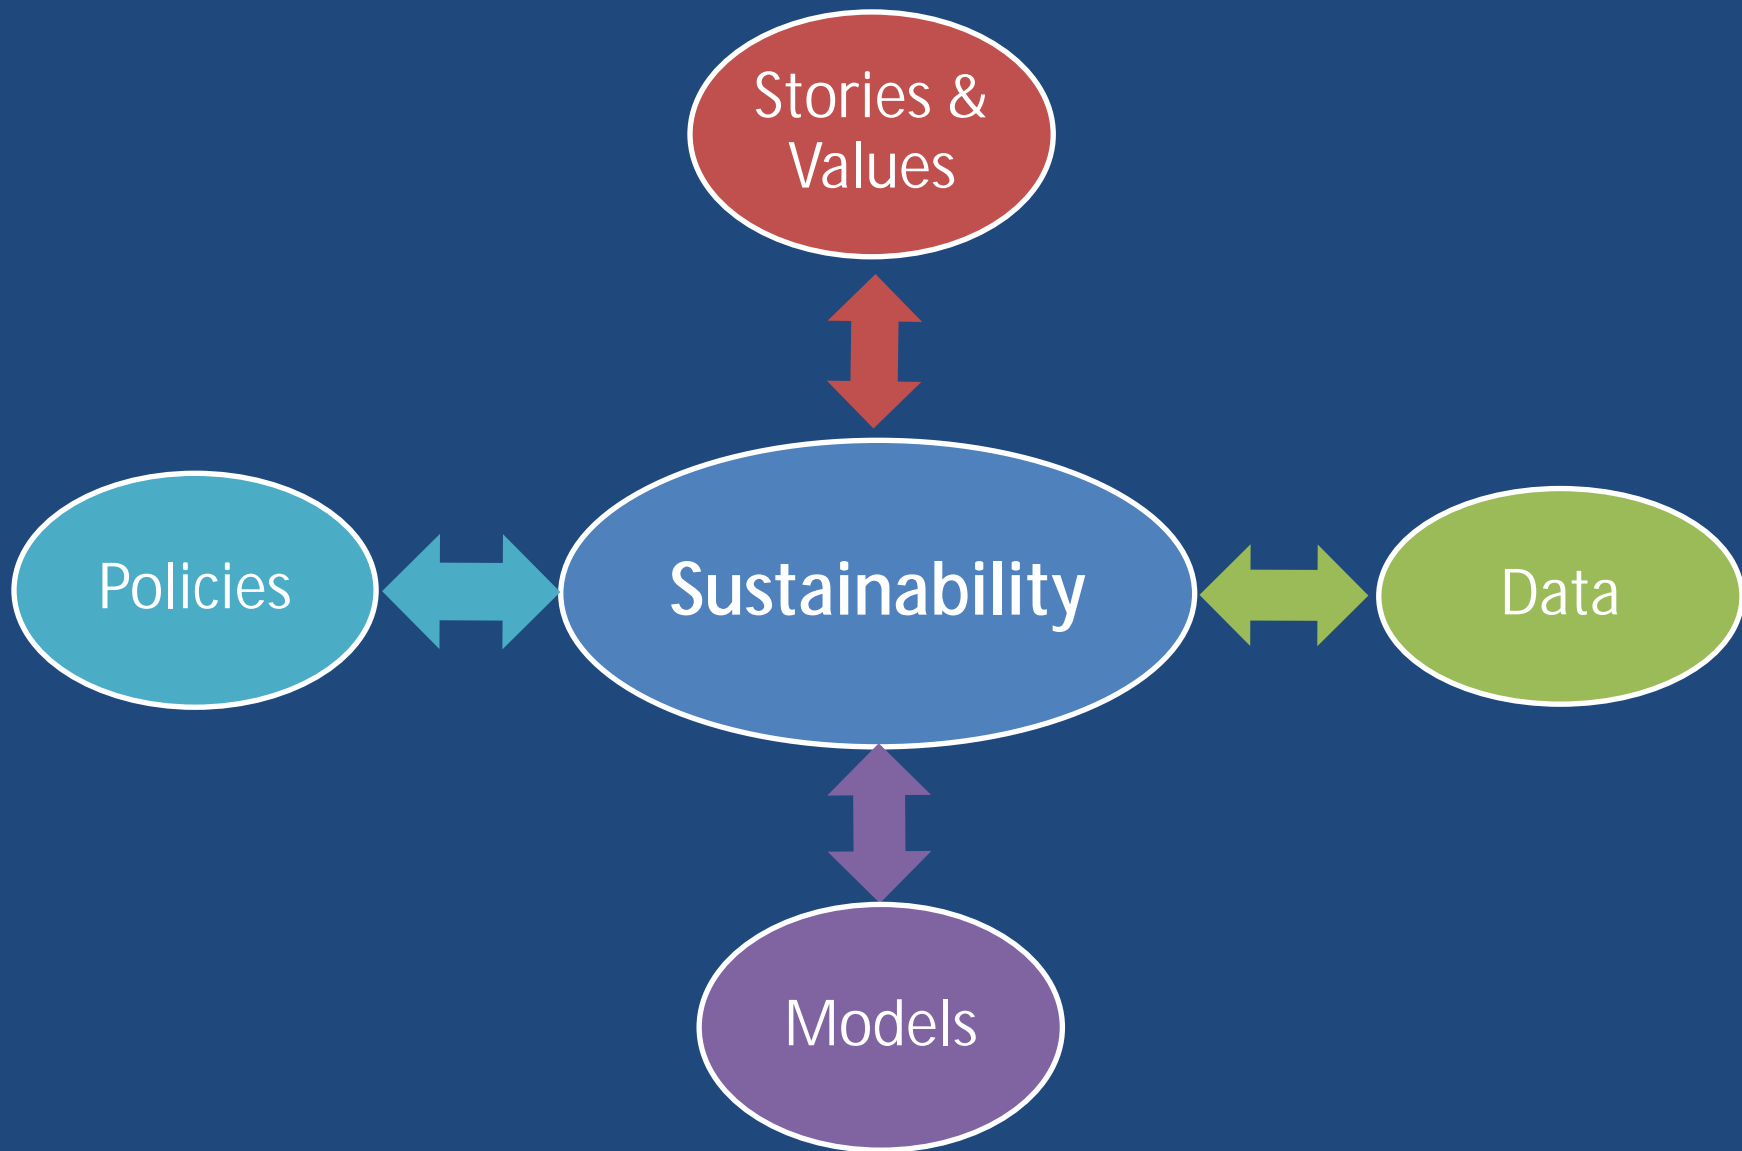 Stories &
Values
Policies
Sustainability
Data
Models